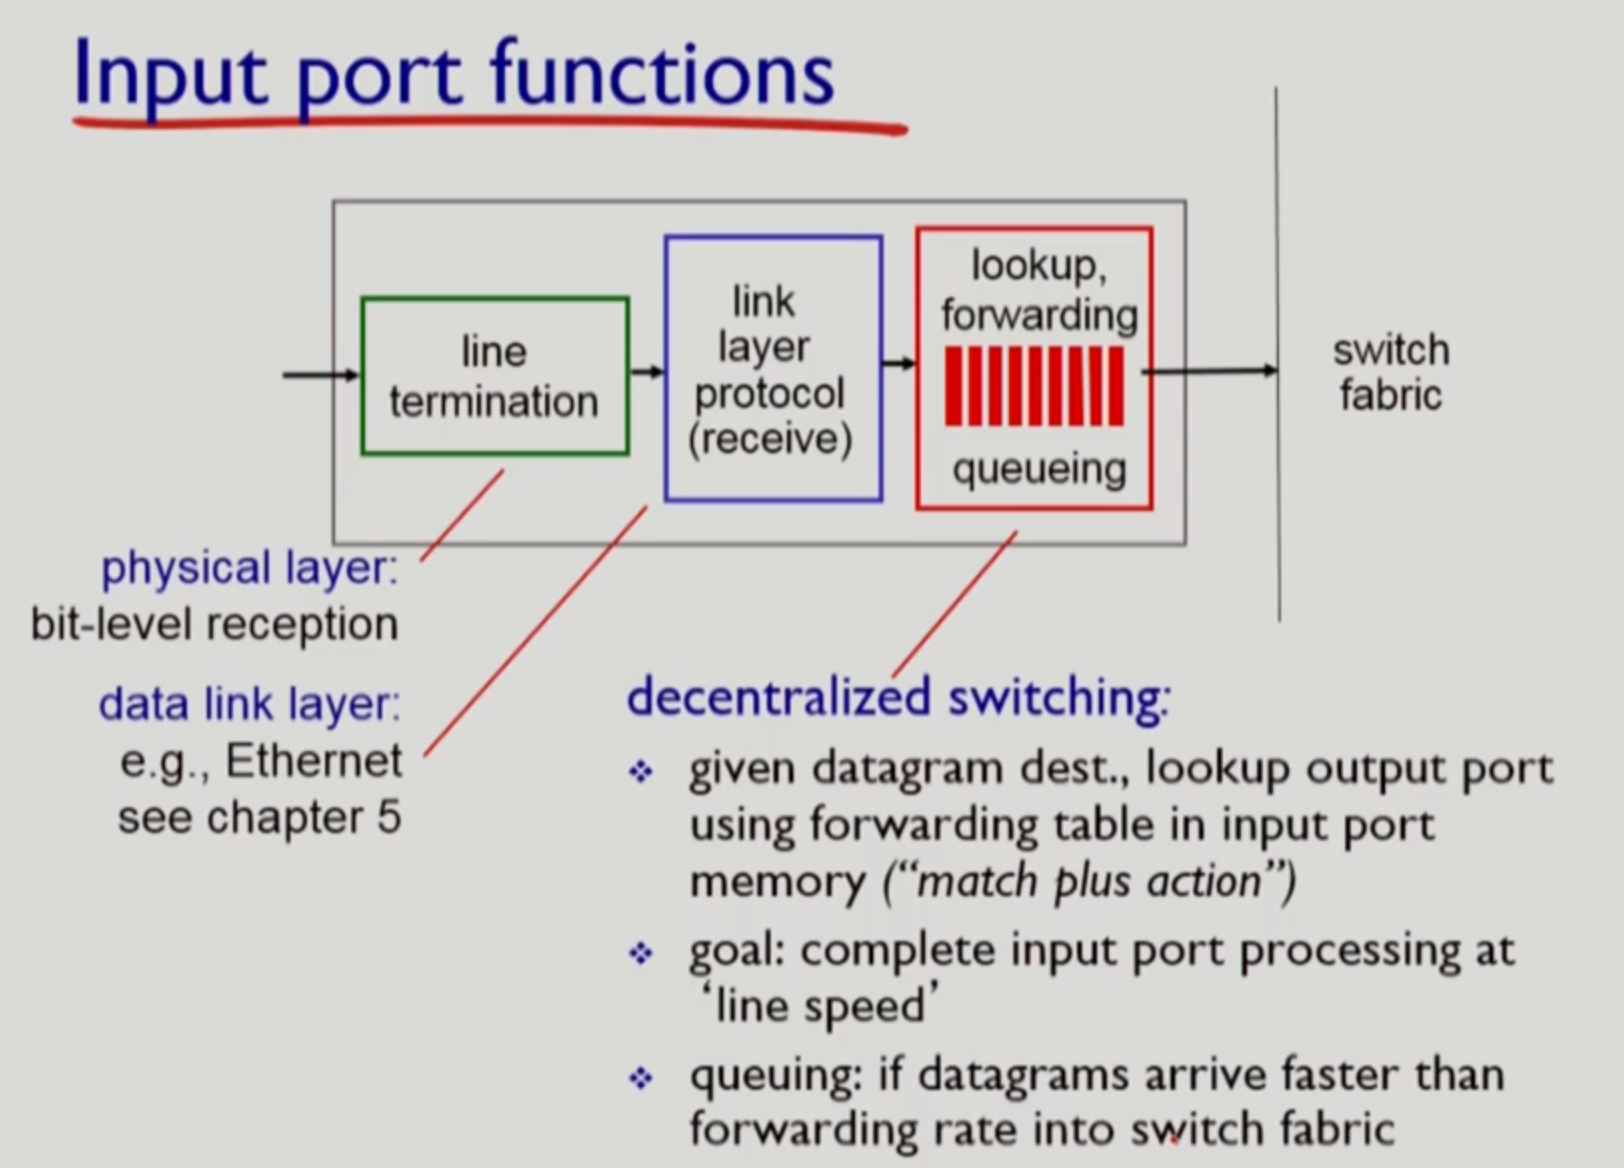 Input port functions
line
termination
link
layer
protocol
(receive)
lookup,
forwarding
queueing
switch
fabric
physical layer:
bit-level reception
data link layer:
e.g., Ethernet
see chapter 5
decentralized switching:
❖ given datagram dest., lookup output port
using forwarding table in input port
memory (“match plus action”)
❖ goal: complete input port processing at
‘line speed’
❖ queuing: if datagrams arrive faster than
forwarding rate into switch fabric